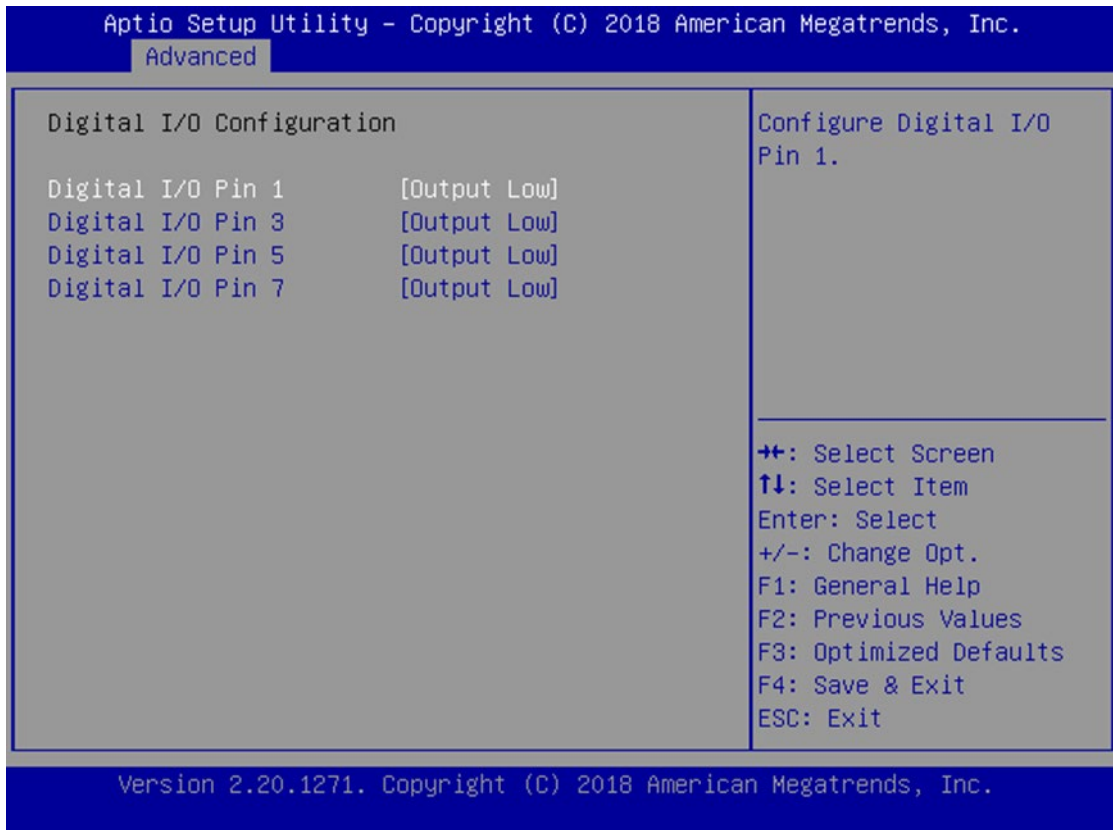 Aptio Setup Utility – Copyright (C) 2018 American Megatrends, Inc.
Advanced
Digital I/O Configuration
Digital I/O Pin 1 [Output Low]
Digital I/O Pin 3 [Output Low]
Digital I/O Pin 5 [Output Low]
Digital I/O Pin 7 [Output Low]
Configure Digital I/O
Pin 1.
→←: Select Screen
↑↓: Select Item
Enter: Select
+/-: Change Opt.
F1: General Help
F2: Previous Values
F3: Optimized Defaults
F4: Save & Exit
ESC: Exit
Version 2.20.1271. Copyright (C) 2018 American Megatrends, Inc.